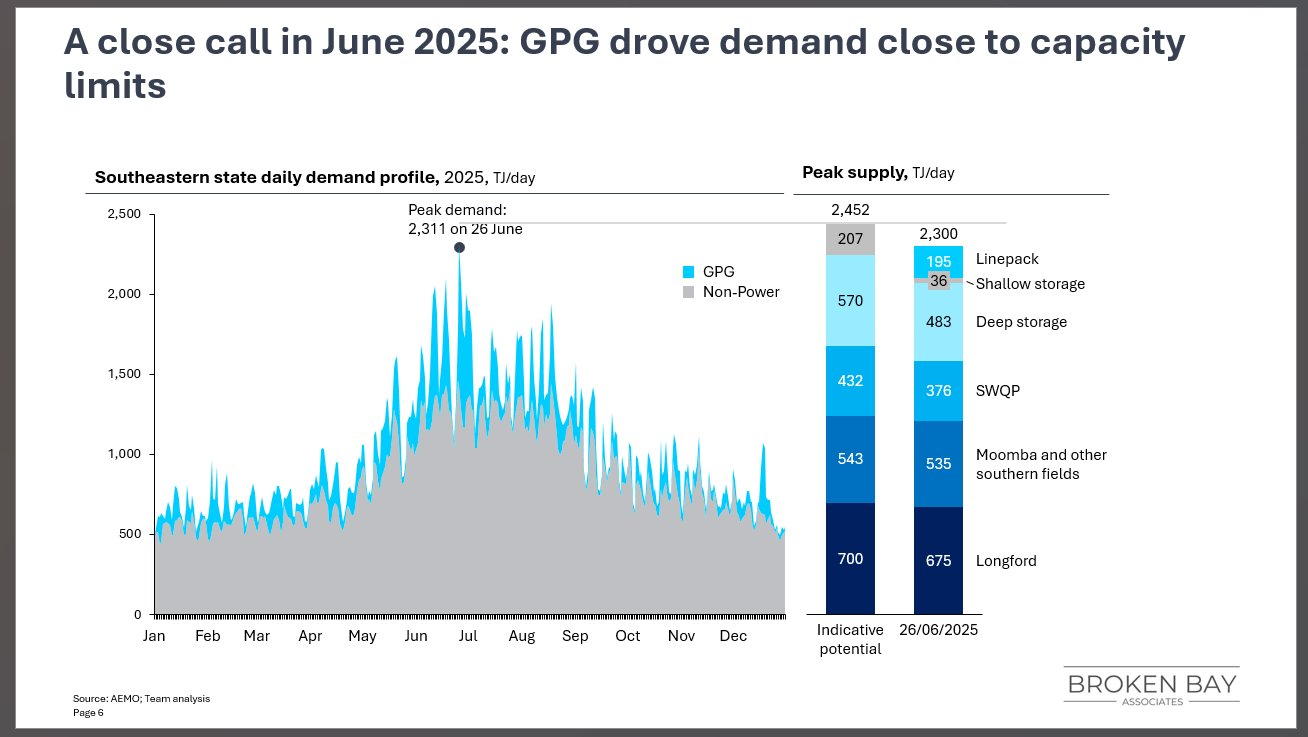 A close call in June 2025: GPG drove demand close to capacity
limits
Southeastern state daily demand profile, 2025, TJ/day
Peak demand:
2,311 on 26 June
GPG
Non-Power
2,500
2,000
1,500
1,000
500
0
Jan Feb Mar Apr May Jun Jul Aug Sep Oct Nov Dec
Peak supply, TJ/day
2,452
207
570
432
543
700
Indicative
potential
2,300
195
36
483
376
535
675
26/06/2025
Linepack
Shallow storage
Deep storage
SWQP
Moomba and other
southern fields
Longford
Source: AEMO; Team analysis
Page 6
BROKEN BAY
ASSOCIATES